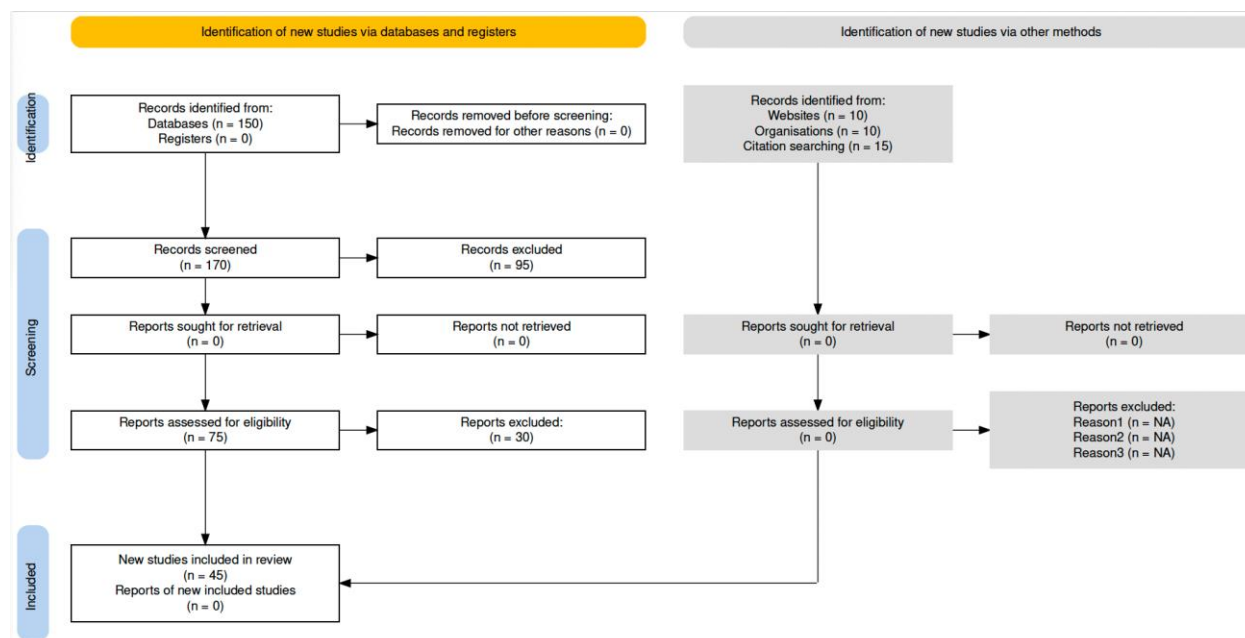 Identification of new studies via databases and registers
Identification of new studies via other methods
Identification
Records identified from:
Databases (n = 150)
Registers (n = 0)
Records removed before screening:
Records removed for other reasons (n = 0)
Records identified from:
Websites (n = 10)
Organisations (n = 10)
Citation searching (n = 15)
Screening
Records screened
(n = 170)
Records excluded
(n = 95)
Reports sought for retrieval
(n = 0)
Reports not retrieved
(n = 0)
Reports sought for retrieval
(n = 0)
Reports not retrieved
(n = 0)
Reports assessed for eligibility
(n = 75)
Reports excluded:
(n = 30)
Reports assessed for eligibility
(n = 0)
Reports excluded:
Reason1 (n = NA)
Reason2 (n = NA)
Reason3 (n = NA)
Included
New studies included in review
(n = 45)
Reports of new included studies
(n = 0)